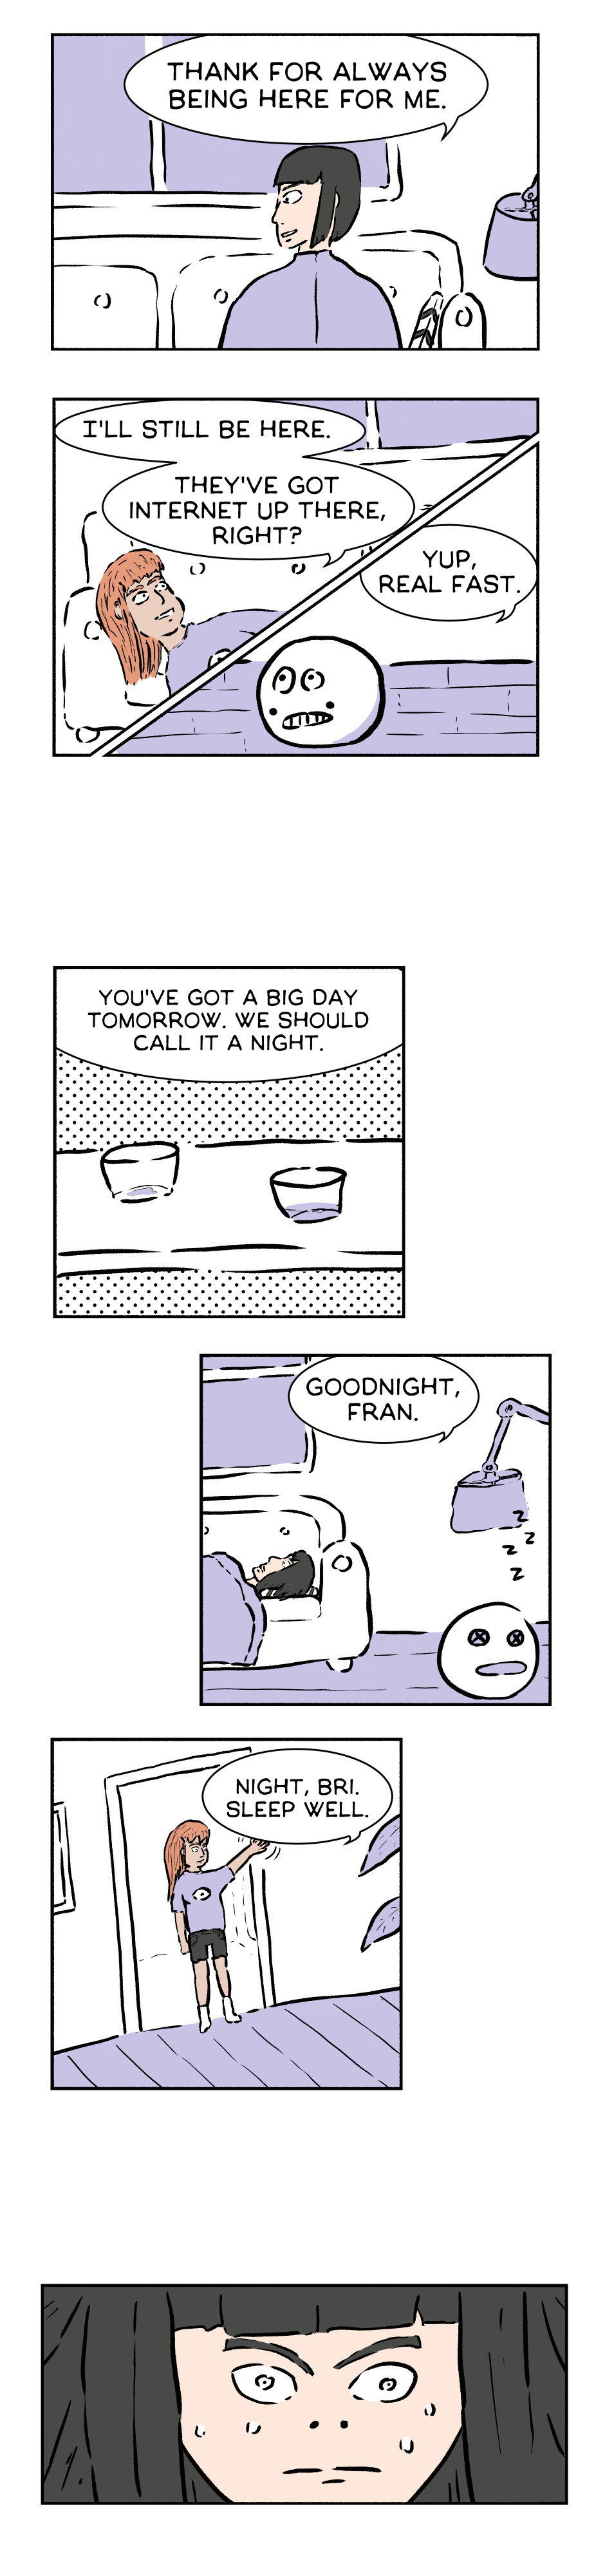 THANK FOR ALWAYS
BEING HERE FOR ME.
I'LL STILL BE HERE.
THEY'VE GOT
INTERNET UP THERE,
RIGHT?
YUP,
REAL FAST.
YOU'VE GOT A BIG DAY
TOMORROW. WE SHOULD
CALL IT A NIGHT.
GOODNIGHT,
FRAN.
Z
Z
Z
Z
NIGHT, BRI.
SLEEP WELL.